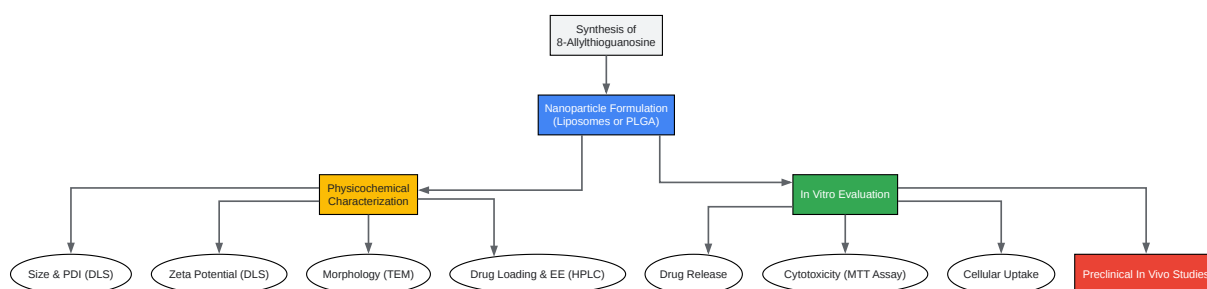 Synthesis of
8-Allylthioguanosine
Nanoparticle Formulation
(Liposomes or PLGA)
Physicochemical
Characterization
In Vitro Evaluation
Size & PDI (DLS)
Zeta Potential (DLS)
Morphology (TEM)
Drug Loading & EE (HPLC)
Drug Release
Cytotoxicity (MTT Assay)
Cellular Uptake
Preclinical In Vivo Studies